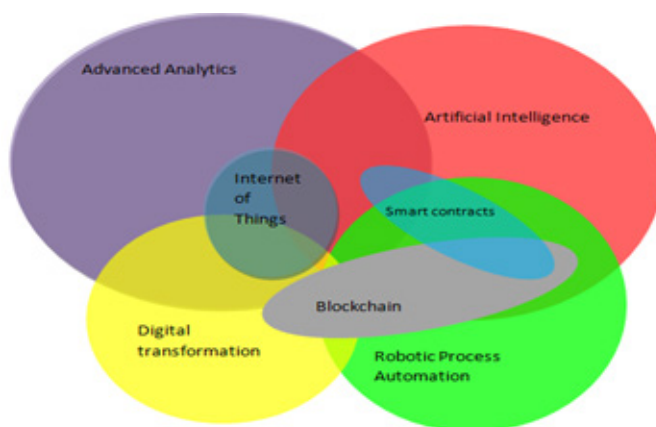 Advanced Analytics
Artificial Intelligence
Internet
of
Things
Smart contracts
Blockchain
Digital
transformation
Robotic Process
Automation